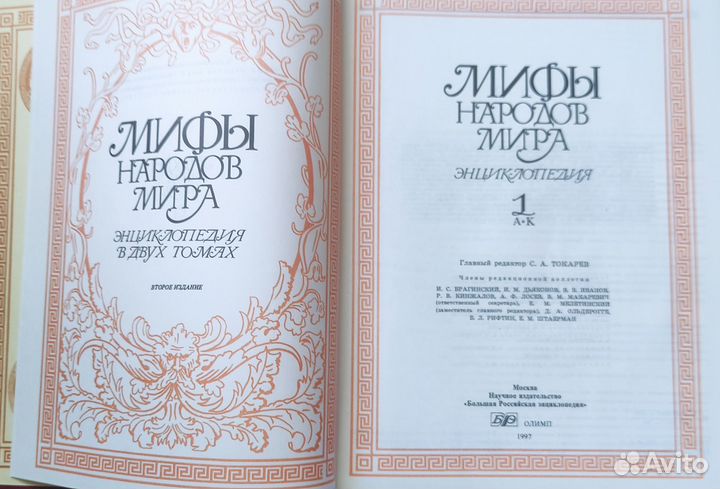 МИФЫ
НАРОДОВ
МИРА
ЭНЦИКЛОПЕДИЯ
В ДВУХ ТОМАХ
ВТОРОЕ ИЗДАНИЕ
МИФЫ
НАРОДОВ
МИРА
ЭНЦИКЛОПЕДИЯ
1
А•К
Главный редактор С. А. ТОКАРЕВ
Члены редакционной коллегии
И. С. БРАГИНСКИЙ, И. М. ДЬЯКОНОВ, В. В. ИВАНОВ,
Р. В. КИНЖАЛОВ, А. Ф. ЛОСЕВ, В. М. МАКАРЕВИЧ
(ответственный секретарь), Е. М. МЕЛЕТИНСКИЙ
(заместитель главного редактора), Д. А. ОЛЬДЕРОГГЕ,
Б. Л. РИФТИН, Е. М. ШТАЕРМАН
Москва
Научное издательство
«Большая Российская энциклопедия»
БРЭ ОЛИМП
1997
Avito